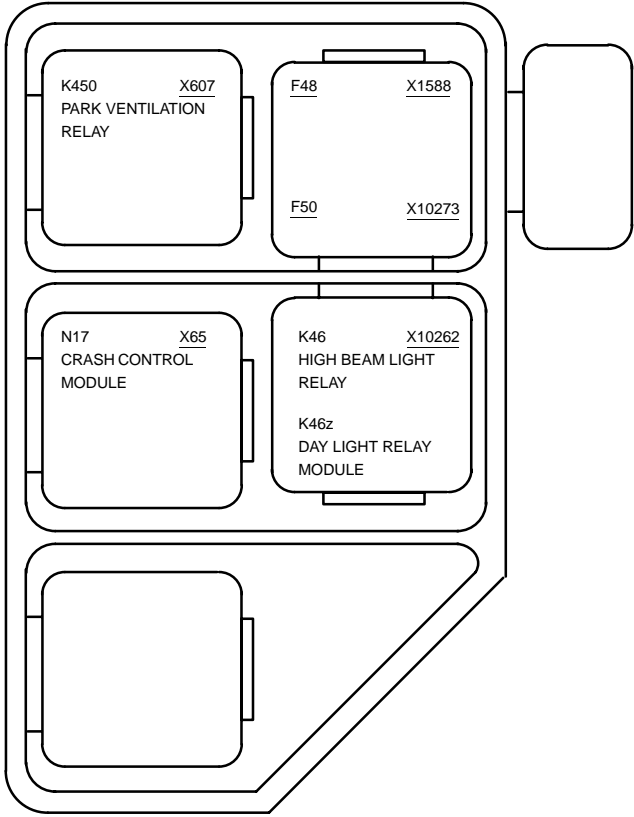 K450 X607
PARK VENTILATION
RELAY
F48 X1588
F50 X10273
N17 X65
CRASH CONTROL
MODULE
K46 X10262
HIGH BEAM LIGHT
RELAY
K46z
DAY LIGHT RELAY
MODULE